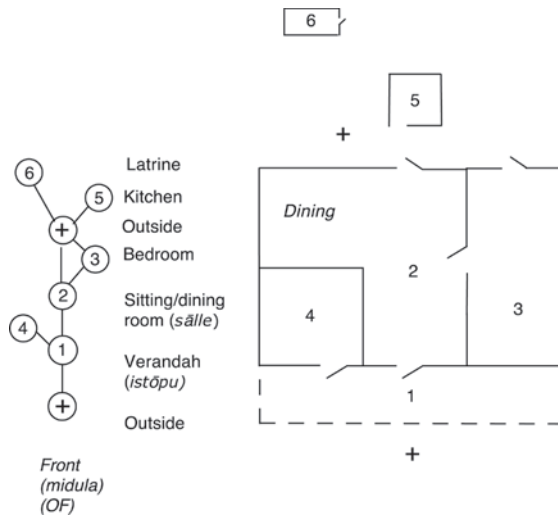 6
5
+
6
Latrine
5
Kitchen
+
Outside
3
Bedroom
2
4
Sitting/dining
room (sālle)
1
Verandah
(istōpu)
+
Outside
Front
(midula)
(OF)
Dining
2
4
3
1
+